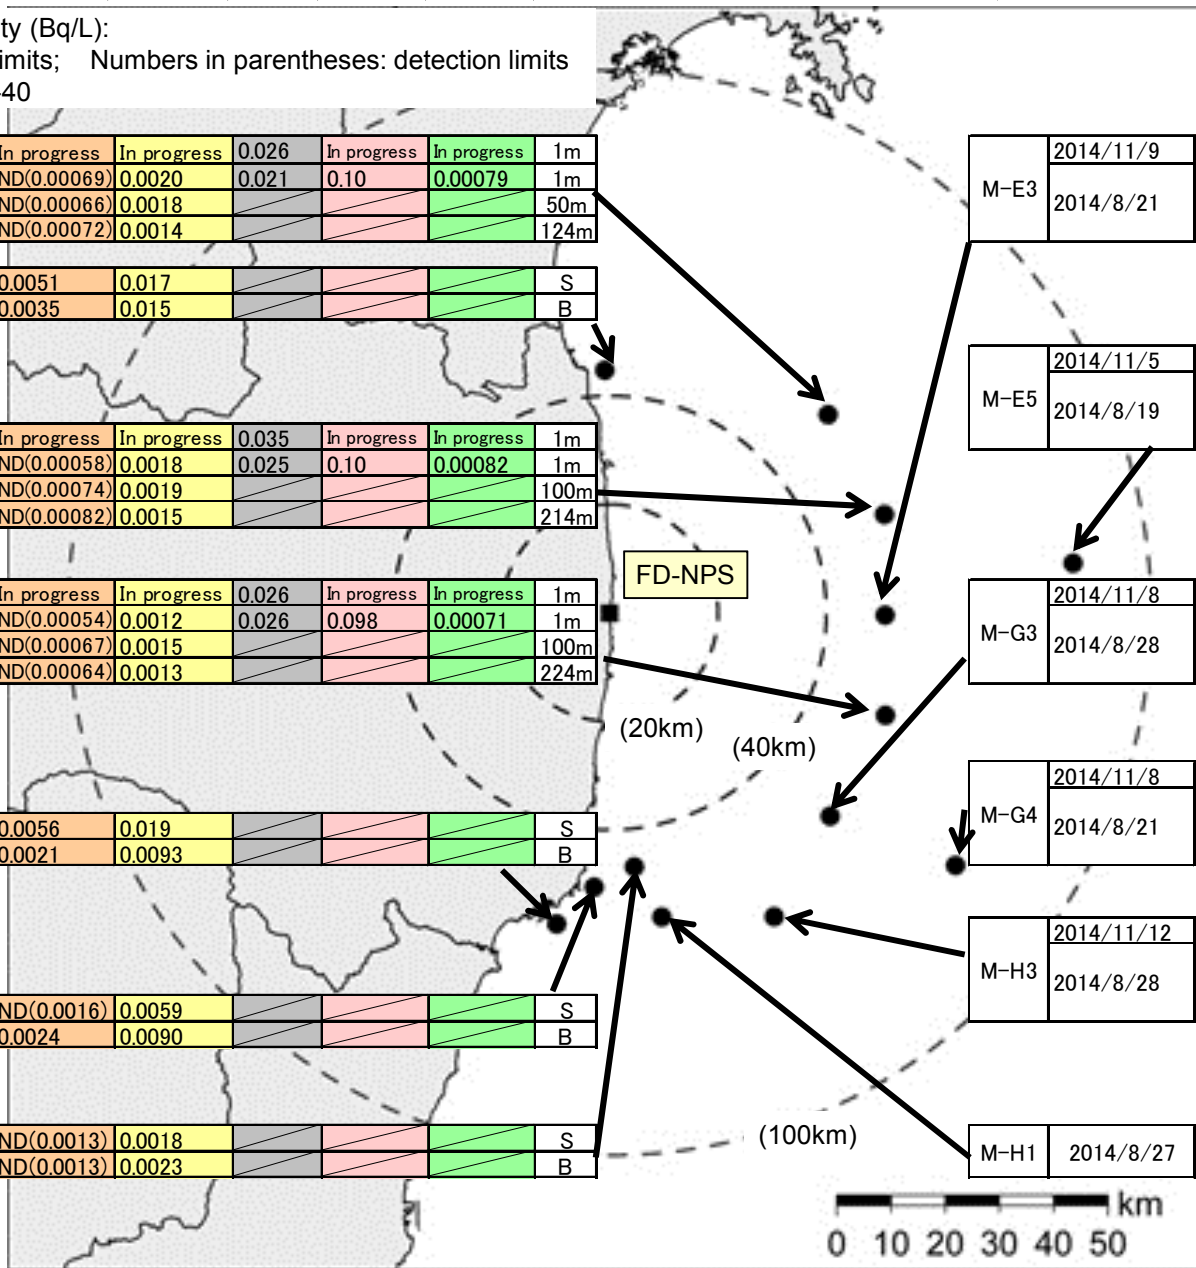 ty (Bq/L):
imits; Numbers in parentheses: detection limits
40
In progress In progress 0.026 In progress In progress 1m
ND(0.00069) 0.0020 0.021 0.10 0.00079 1m
ND(0.00066) 0.0018 50m
ND(0.00072) 0.0014 124m
0.0051 0.017 S
0.0035 0.015 B
In progress In progress 0.035 In progress In progress 1m
ND(0.00058) 0.0018 0.025 0.10 0.00082 1m
ND(0.00074) 0.0019 100m
ND(0.00082) 0.0015 214m
In progress In progress 0.026 In progress In progress 1m
ND(0.00054) 0.0012 0.026 0.098 0.00071 1m
ND(0.00067) 0.0015 100m
ND(0.00064) 0.0013 224m
0.0056 0.019 S
0.0021 0.0093 B
ND(0.0016) 0.0059 S
0.0024 0.0090 B
ND(0.0013) 0.0018 S
ND(0.0013) 0.0023 B
FD-NPS
(20km)
(40km)
(100km)
M-E3 2014/11/9
2014/8/21
M-E5 2014/11/5
2014/8/19
M-G3 2014/11/8
2014/8/28
M-G4 2014/11/8
2014/8/21
M-H3 2014/11/12
2014/8/28
M-H1 2014/8/27
km
0 10 20 30 40 50